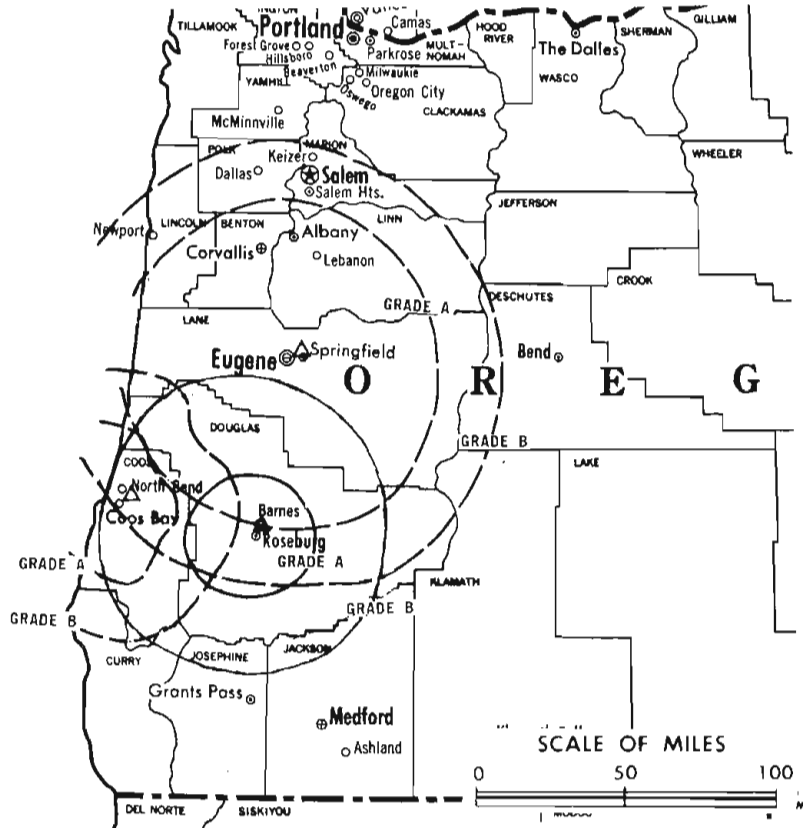 TILLAMOOK
Portland
Camas
HOOD RIVER
SHERMAN
GILLIAM
Forest Grove
Hillsboro
Beaverton
Parkrose
MULT-NOMAH
The Dalles
YAMHILL
Milwaukie
Oswego
Oregon City
WASCO
McMinnville
CLACKAMAS
POLK
MARION
Keizer
WHEELER
Dallas
Salem
Salem Hts.
JEFFERSON
LINCOLN
BENTON
LINN
Newport
Albany
Corvallis
Lebanon
CROOK
DESCHUTES
GRADE A
LANE
Eugene
Springfield
Bend
O R E G
DOUGLAS
GRADE B
COOS
LAKE
North Bend
Coos Bay
Barnes
Roseburg
GRADE A
GRADE A
KLAMATH
GRADE B
GRADE B
CURRY
JOSEPHINE
JACKSON
Grants Pass
Medford
Ashland
SCALE OF MILES
0 50 100
DEL NORTE
SISKIYOU